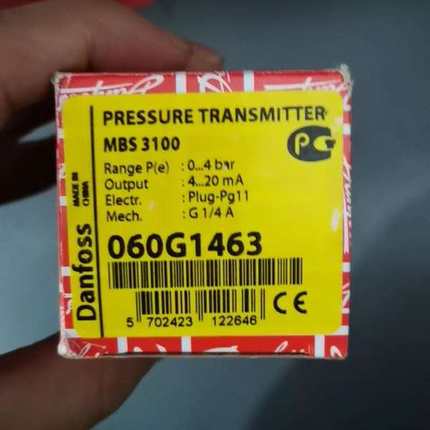 PRESSURE TRANSMITTER
MBS 3100
Range P(e) : 0...4 bar
Output : 4...20 mA
Electr. : Plug-Pg11
Mech. : G 1/4 A
060G1463
Danfoss
MADE IN
CHINA
5 702423 122646
CE